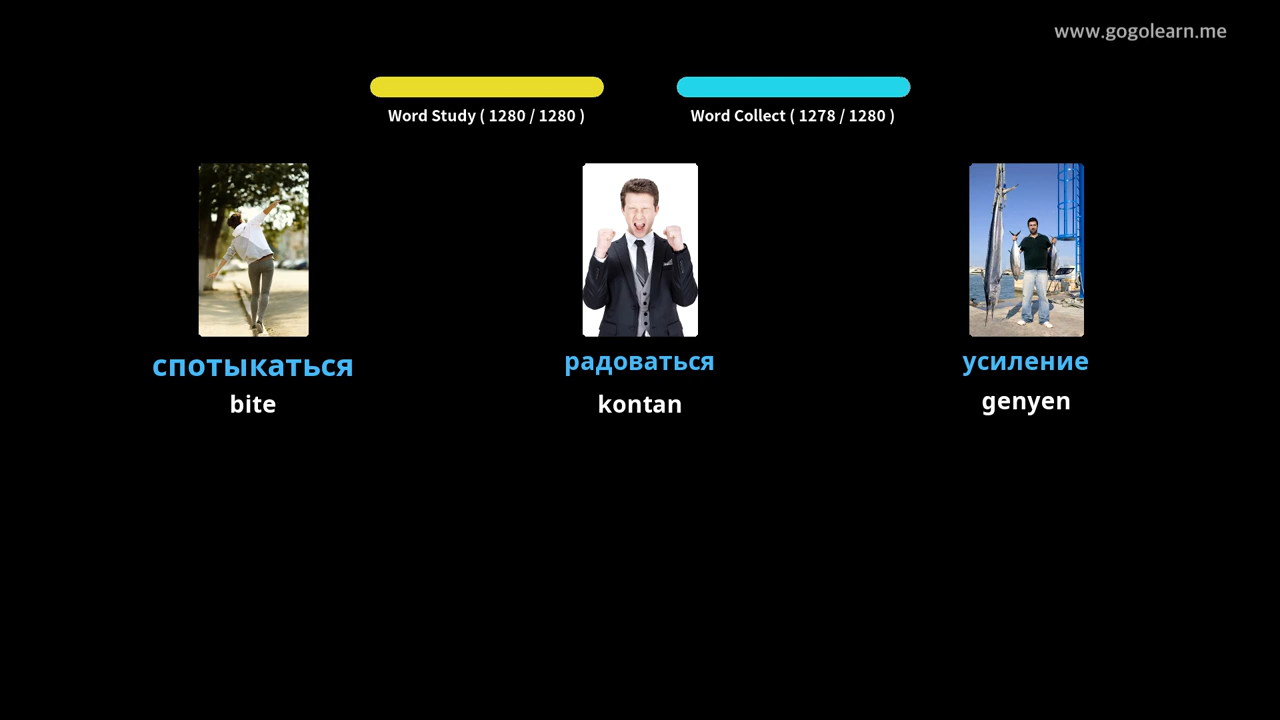 www.gogolearn.me
Word Study ( 1280 / 1280 )
Word Collect ( 1278 / 1280 )
спотыкаться
bite
радоваться
kontan
усиление
genyen